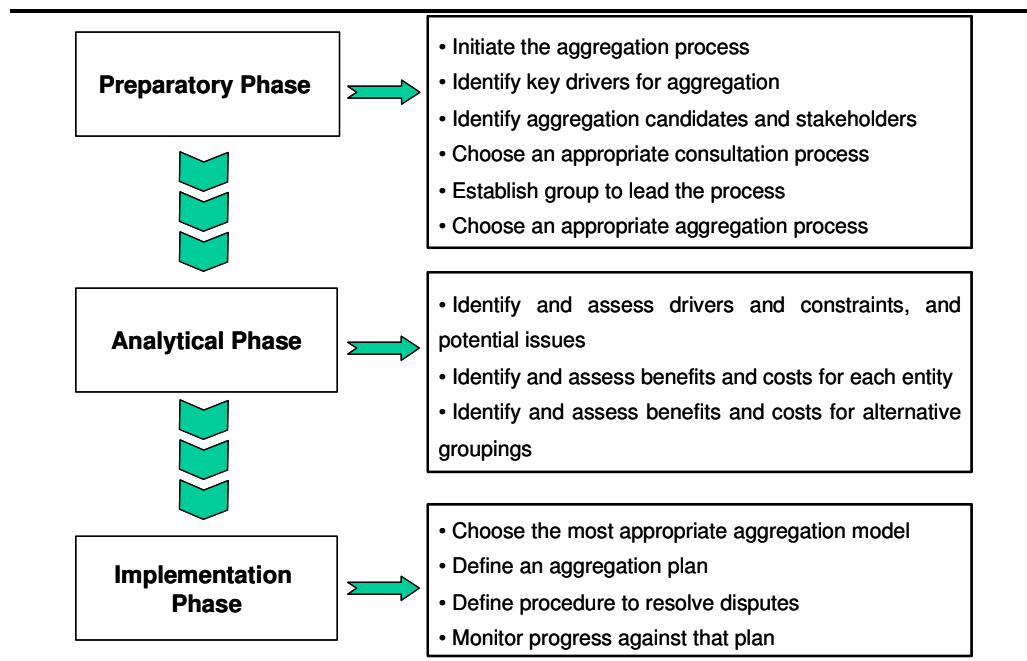 Preparatory Phase
• Initiate the aggregation process
• Identify key drivers for aggregation
• Identify aggregation candidates and stakeholders
• Choose an appropriate consultation process
• Establish group to lead the process
• Choose an appropriate aggregation process
Analytical Phase
• Identify and assess drivers and constraints, and
potential issues
• Identify and assess benefits and costs for each entity
• Identify and assess benefits and costs for alternative
groupings
Implementation
Phase
• Choose the most appropriate aggregation model
• Define an aggregation plan
• Define procedure to resolve disputes
• Monitor progress against that plan